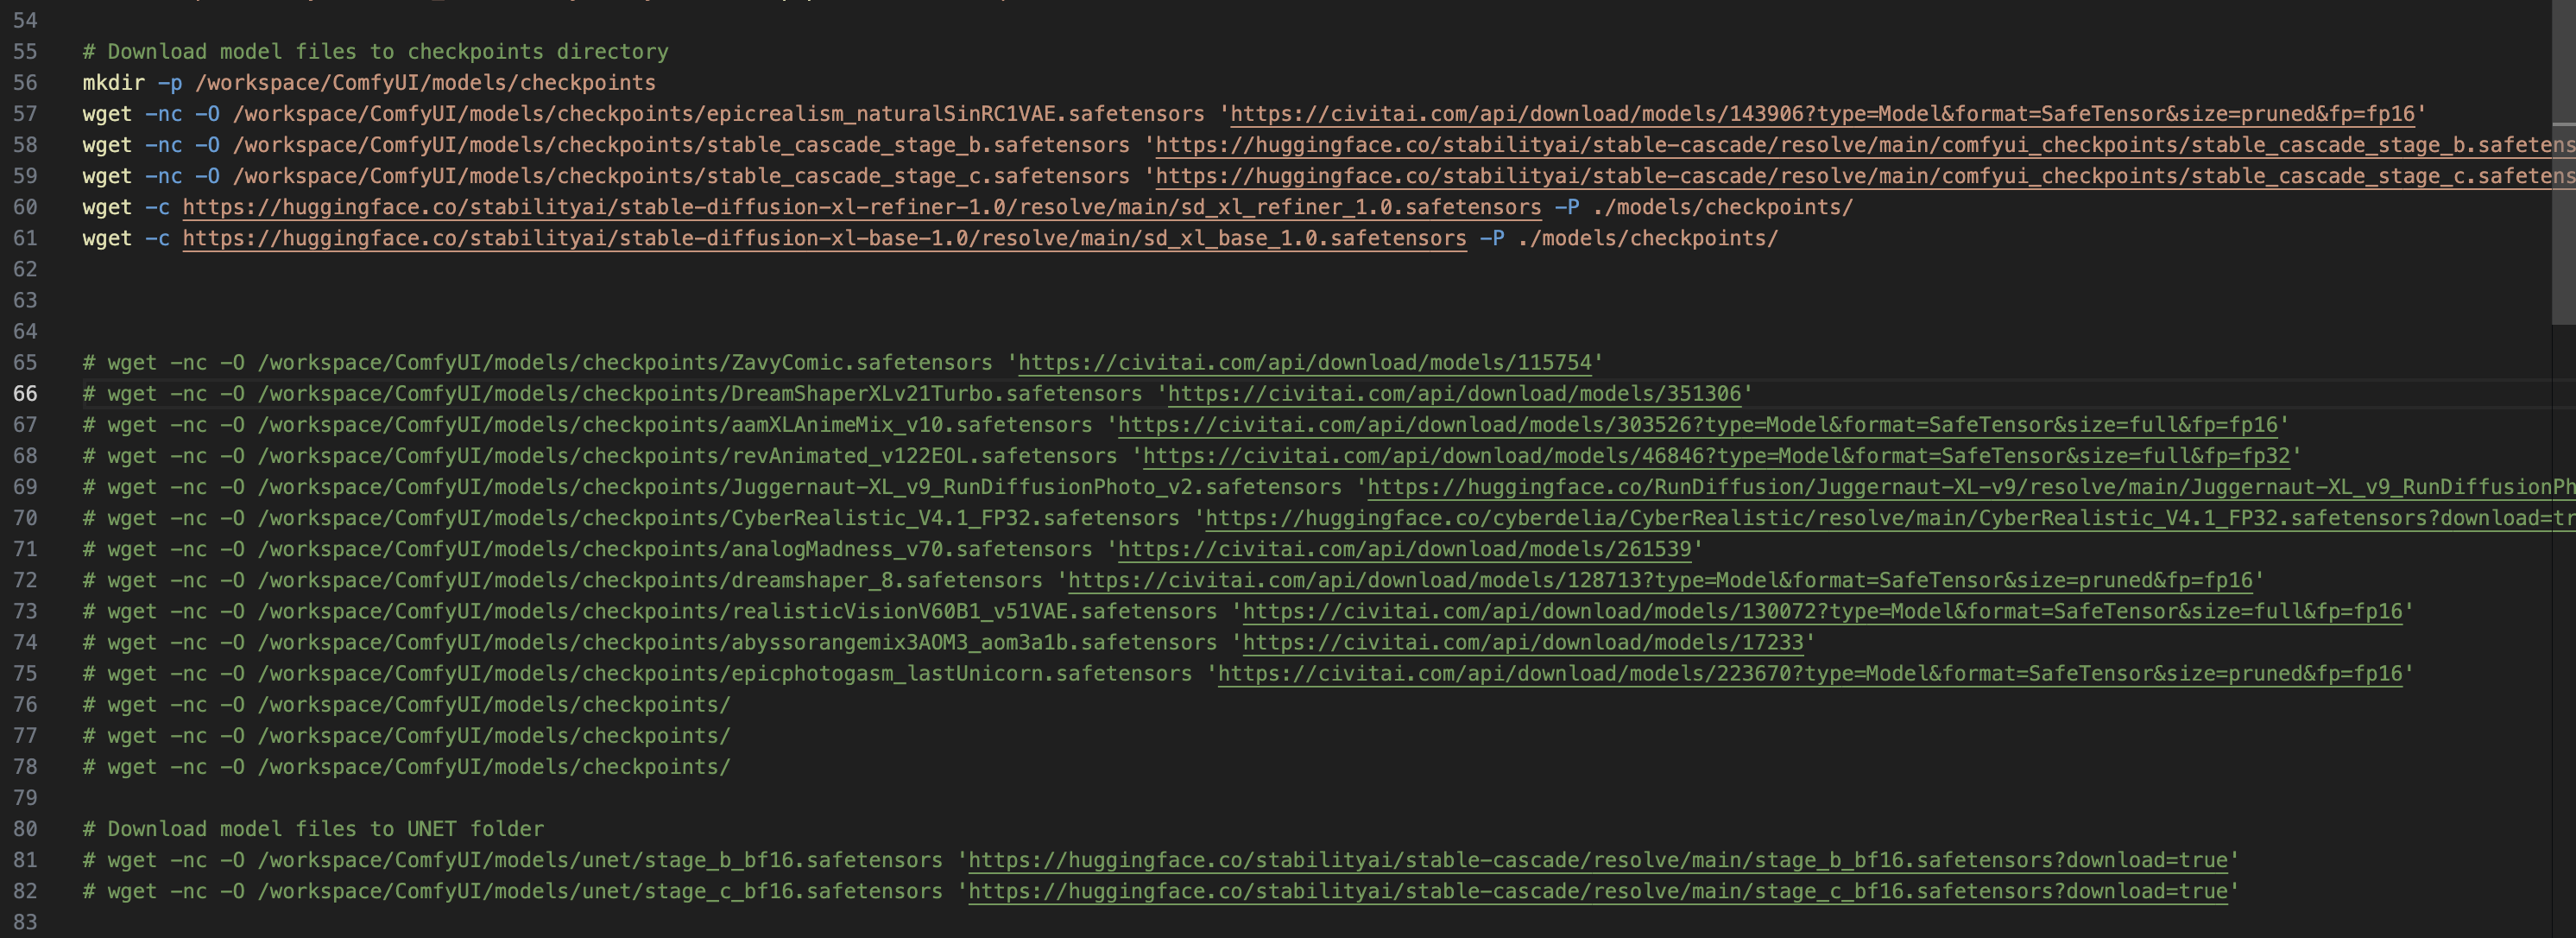 54
55 # Download model files to checkpoints directory
56 mkdir -p /workspace/ComfyUI/models/checkpoints
57 wget -nc -O /workspace/ComfyUI/models/checkpoints/epicrealism_naturalSinRC1VAE.safetensors 'https://civitai.com/api/download/models/143906?type=Model&format=SafeTensor&size=pruned&fp=fp16'
58 wget -nc -O /workspace/ComfyUI/models/checkpoints/stable_cascade_stage_b.safetensors 'https://huggingface.co/stabilityai/stable-cascade/resolve/main/comfyui_checkpoints/stable_cascade_stage_b.safetens
59 wget -nc -O /workspace/ComfyUI/models/checkpoints/stable_cascade_stage_c.safetensors 'https://huggingface.co/stabilityai/stable-cascade/resolve/main/comfyui_checkpoints/stable_cascade_stage_c.safetens
60 wget -c https://huggingface.co/stabilityai/stable-diffusion-xl-refiner-1.0/resolve/main/sd_xl_refiner_1.0.safetensors -P ./models/checkpoints/
61 wget -c https://huggingface.co/stabilityai/stable-diffusion-xl-base-1.0/resolve/main/sd_xl_base_1.0.safetensors -P ./models/checkpoints/
62
63
64
65 # wget -nc -O /workspace/ComfyUI/models/checkpoints/ZavyComic.safetensors 'https://civitai.com/api/download/models/115754'
66 # wget -nc -O /workspace/ComfyUI/models/checkpoints/DreamShaperXLv21Turbo.safetensors 'https://civitai.com/api/download/models/351306'
67 # wget -nc -O /workspace/ComfyUI/models/checkpoints/aamXLAnimeMix_v10.safetensors 'https://civitai.com/api/download/models/303526?type=Model&format=SafeTensor&size=full&fp=fp16'
68 # wget -nc -O /workspace/ComfyUI/models/checkpoints/revAnimated_v122EOL.safetensors 'https://civitai.com/api/download/models/46846?type=Model&format=SafeTensor&size=full&fp=fp32'
69 # wget -nc -O /workspace/ComfyUI/models/checkpoints/Juggernaut-XL_v9_RunDiffusionPhoto_v2.safetensors 'https://huggingface.co/RunDiffusion/Juggernaut-XL-v9/resolve/main/Juggernaut-XL_v9_RunDiffusionPh
70 # wget -nc -O /workspace/ComfyUI/models/checkpoints/CyberRealistic_V4.1_FP32.safetensors 'https://huggingface.co/cyberdelia/CyberRealistic/resolve/main/CyberRealistic_V4.1_FP32.safetensors?download=tr
71 # wget -nc -O /workspace/ComfyUI/models/checkpoints/analogMadness_v70.safetensors 'https://civitai.com/api/download/models/261539'
72 # wget -nc -O /workspace/ComfyUI/models/checkpoints/dreamshaper_8.safetensors 'https://civitai.com/api/download/models/128713?type=Model&format=SafeTensor&size=pruned&fp=fp16'
73 # wget -nc -O /workspace/ComfyUI/models/checkpoints/realisticVisionV60B1_v51VAE.safetensors 'https://civitai.com/api/download/models/130072?type=Model&format=SafeTensor&size=full&fp=fp16'
74 # wget -nc -O /workspace/ComfyUI/models/checkpoints/abyssorangemix3AOM3_aom3a1b.safetensors 'https://civitai.com/api/download/models/17233'
75 # wget -nc -O /workspace/ComfyUI/models/checkpoints/epicphotogasm_lastUnicorn.safetensors 'https://civitai.com/api/download/models/223670?type=Model&format=SafeTensor&size=pruned&fp=fp16'
76 # wget -nc -O /workspace/ComfyUI/models/checkpoints/
77 # wget -nc -O /workspace/ComfyUI/models/checkpoints/
78 # wget -nc -O /workspace/ComfyUI/models/checkpoints/
79
80 # Download model files to UNET folder
81 # wget -nc -O /workspace/ComfyUI/models/unet/stage_b_bf16.safetensors 'https://huggingface.co/stabilityai/stable-cascade/resolve/main/stage_b_bf16.safetensors?download=true'
82 # wget -nc -O /workspace/ComfyUI/models/unet/stage_c_bf16.safetensors 'https://huggingface.co/stabilityai/stable-cascade/resolve/main/stage_c_bf16.safetensors?download=true'
83